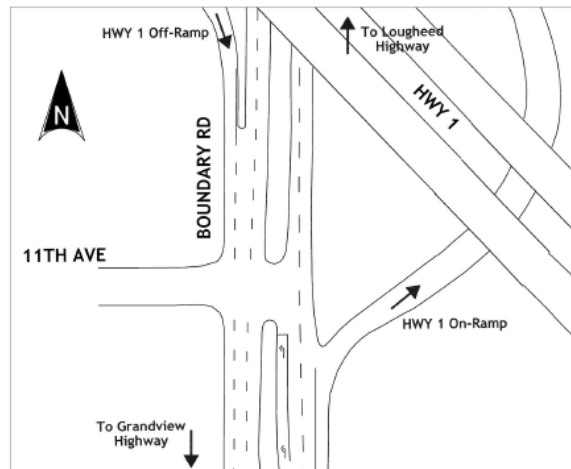 HWY 1 Off-Ramp
To Lougheed
Highway
HWY 1
N
BOUNDARY RD
11TH AVE
HWY 1 On-Ramp
To Grandview
Highway